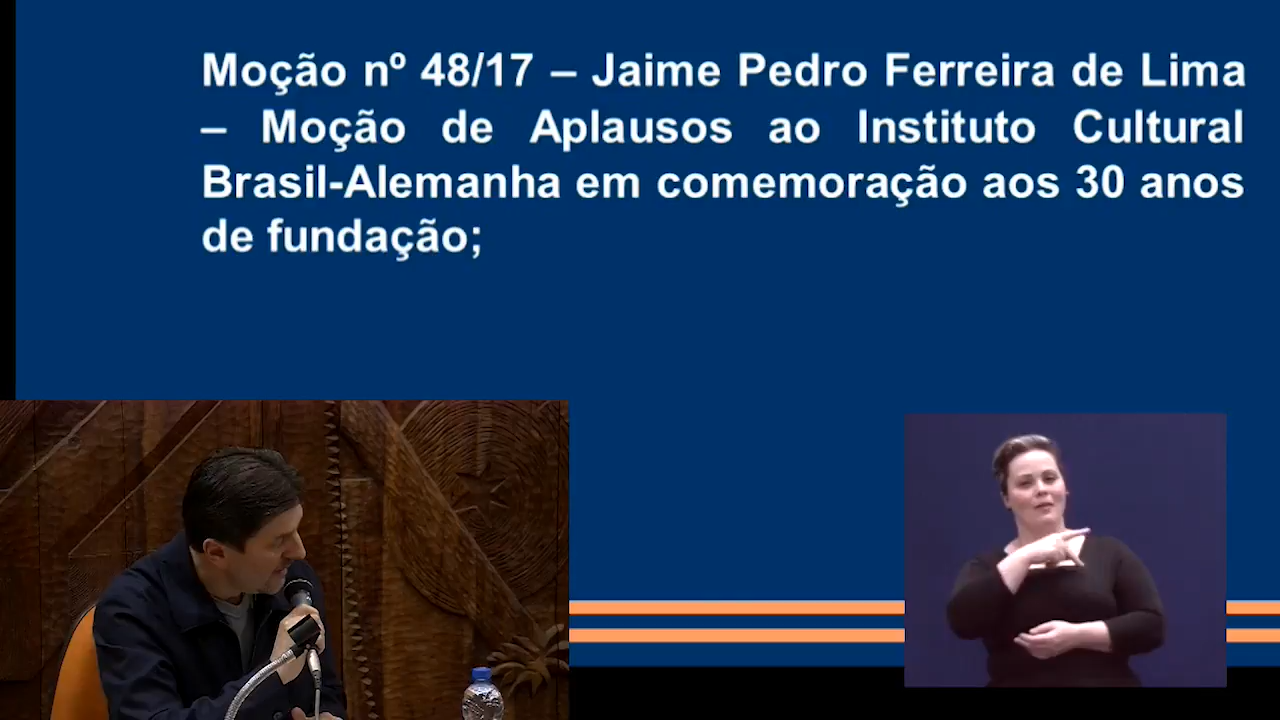 Moção nº 48/17 – Jaime Pedro Ferreira de Lima
– Moção de Aplausos ao Instituto Cultural
Brasil-Alemanha em comemoração aos 30 anos
de fundação;